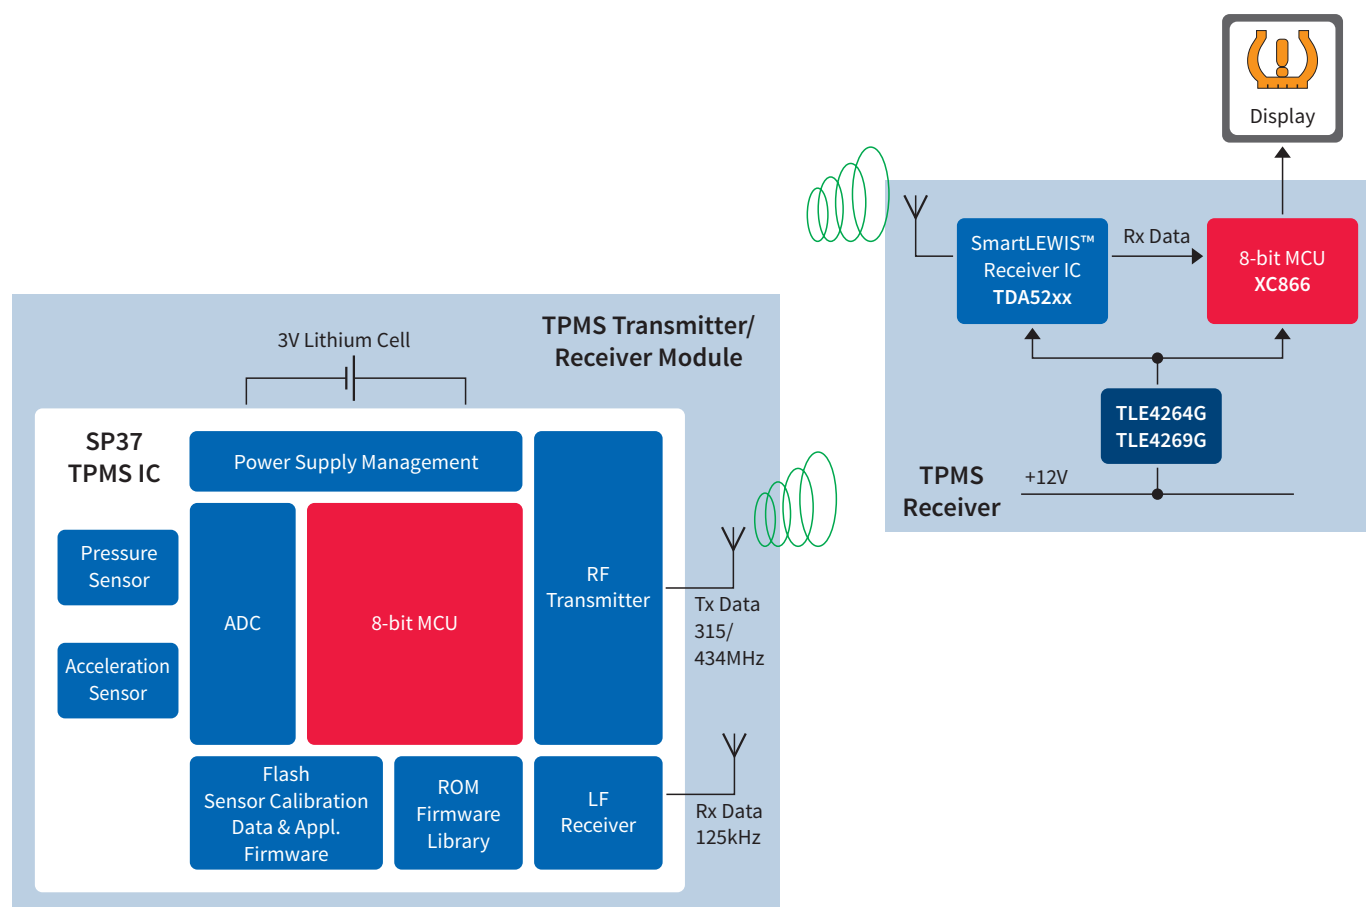 Display
SmartLEWIS™
Receiver IC
TDA52xx
Rx Data
8-bit MCU
XC866
TLE4264G
TLE4269G
TPMS
Receiver
+12V
TPMS Transmitter/
Receiver Module
3V Lithium Cell
SP37
TPMS IC
Power Supply Management
Pressure
Sensor
Acceleration
Sensor
ADC
8-bit MCU
RF
Transmitter
Tx Data
315/
434MHz
Flash
Sensor Calibration
Data & Appl.
Firmware
ROM
Firmware
Library
LF
Receiver
Rx Data
125kHz